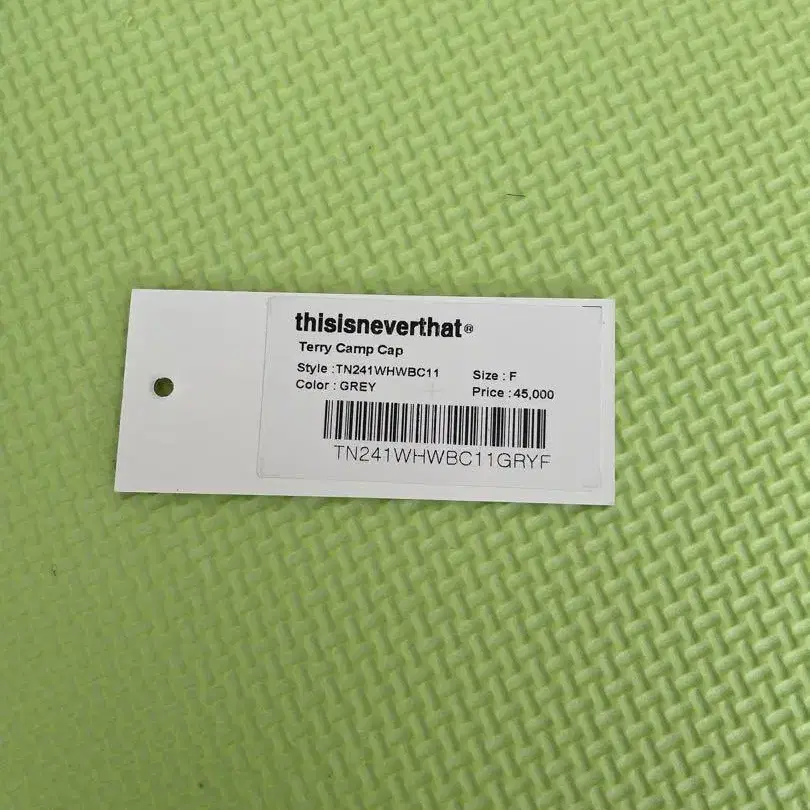 thisisneverthat®
Terry Camp Cap
Style :TN241WHWBC11 Size : F
Color : GREY Price : 45,000
TN241WHWBC11GRYF